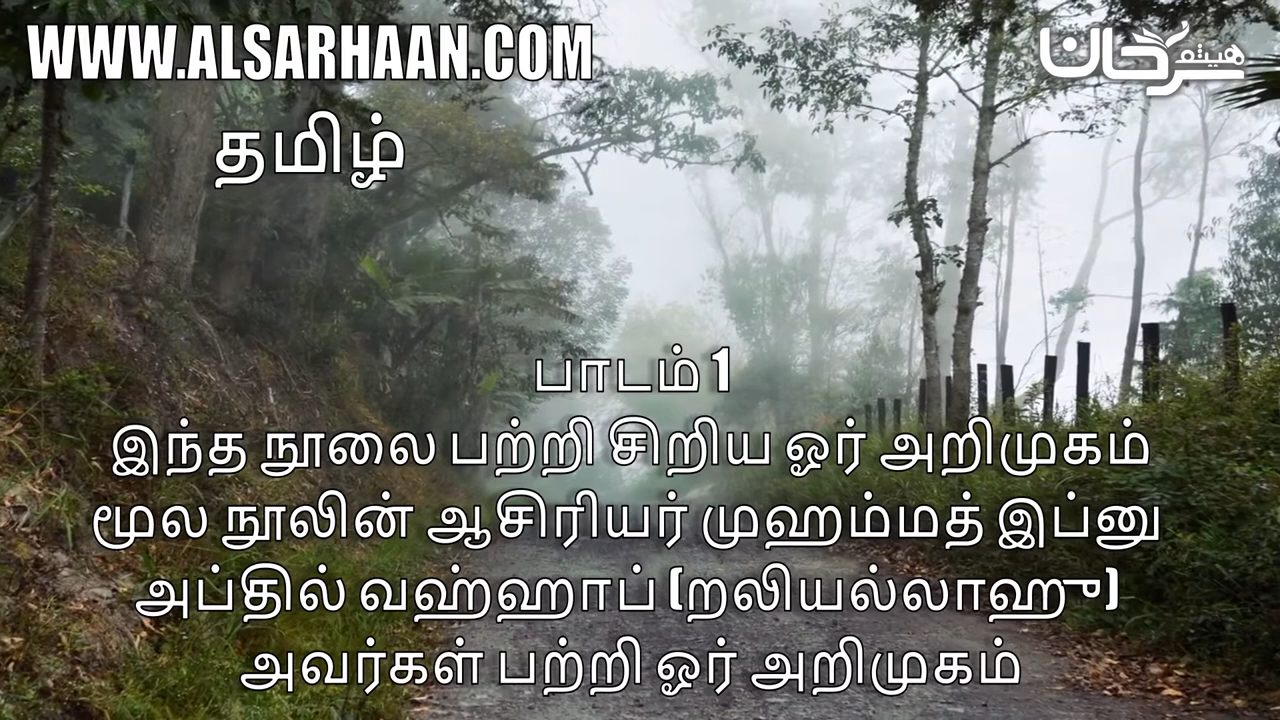 WWW.ALSARHAAN.COM
هيثم سرحان
தமிழ்
பாடம் 1
இந்த நூலை பற்றி சிறிய ஓர் அறிமுகம்
மூல நூலின் ஆசிரியர் முஹம்மத் இப்னு
அப்தில் வஹ்ஹாப் (றலியல்லாஹு)
அவர்கள் பற்றி ஓர் அறிமுகம்